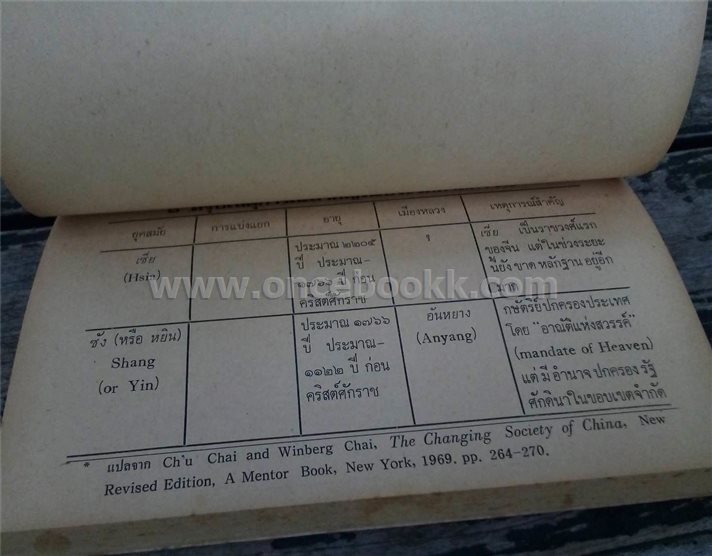 ยุคสมัย การแบ่งแยก อายุ เมืองหลวง เหตุการณ์สำคัญ
เซี่ย
(Hsia)
ประมาณ ๒๒๐๕
ปี ประมาณ-
ปี ก่อน
คริสต์ศักราช
เซี่ย เป็นราชวงศ์แรก
ของจีน แต่ในช่วงระยะ
นี้ยัง ขาด หลักฐาน อยู่อีก
มาก
ชัง (หรือ หยิน)
Shang
(or Yin)
ประมาณ ๑๗๖๖
ปี ประมาณ-
๑๑๒๒ ปี ก่อน
คริสต์ศักราช
อันหยาง
(Anyang)
กษัตริย์ปกครองประเทศ
โดย "อาณัติแห่งสวรรค์"
(mandate of Heaven)
แต่ มี อำนาจ ปกครอง รัฐ
ศักดินาในขอบเขตจำกัด
* แปลจาก Ch'u Chai and Winberg Chai, The Changing Society of China, New
Revised Edition, A Mentor Book, New York, 1969. pp. 264-270.
www.oncebookk.com